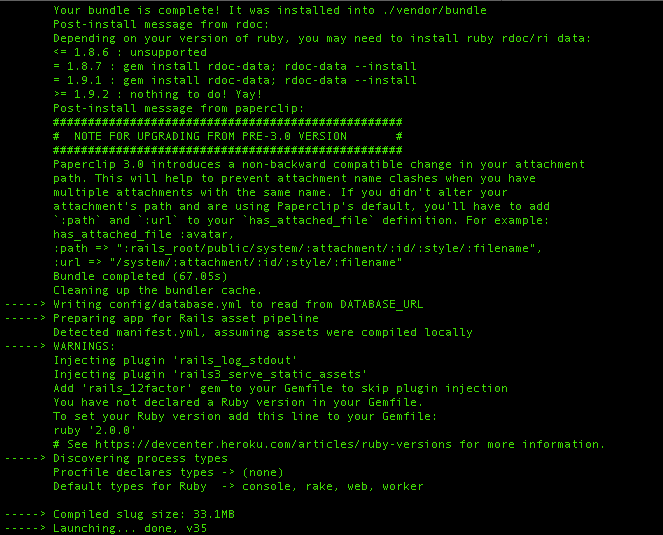 Your bundle is complete! It was installed into ./vendor/bundle
Post-install message from rdoc:
Depending on your version of ruby, you may need to install ruby rdoc/ri data:
<= 1.8.6 : unsupported
= 1.8.7 : gem install rdoc-data; rdoc-data --install
= 1.9.1 : gem install rdoc-data; rdoc-data --install
>= 1.9.2 : nothing to do! Yay!
Post-install message from paperclip:
##################################################
#  NOTE FOR UPGRADING FROM PRE-3.0 VERSION       #
##################################################
Paperclip 3.0 introduces a non-backward compatible change in your attachment
path. This will help to prevent attachment name clashes when you have
multiple attachments with the same name. If you didn't alter your
attachment's path and are using Paperclip's default, you'll have to add
`:path` and `:url` to your `has_attached_file` definition. For example:
has_attached_file :avatar,
:path => ":rails_root/public/system/:attachment/:id/:style/:filename",
:url => "/system/:attachment/:id/:style/:filename"
Bundle completed (67.05s)
Cleaning up the bundler cache.
-----> Writing config/database.yml to read from DATABASE_URL
-----> Preparing app for Rails asset pipeline
Detected manifest.yml, assuming assets were compiled locally
-----> WARNINGS:
Injecting plugin 'rails_log_stdout'
Injecting plugin 'rails3_serve_static_assets'
Add 'rails_12factor' gem to your Gemfile to skip plugin injection
You have not declared a Ruby version in your Gemfile.
To set your Ruby version add this line to your Gemfile:
ruby '2.0.0'
# See https://devcenter.heroku.com/articles/ruby-versions for more information.
-----> Discovering process types
Procfile declares types -> (none)
Default types for Ruby  -> console, rake, web, worker
-----> Compiled slug size: 33.1MB
-----> Launching... done, v35